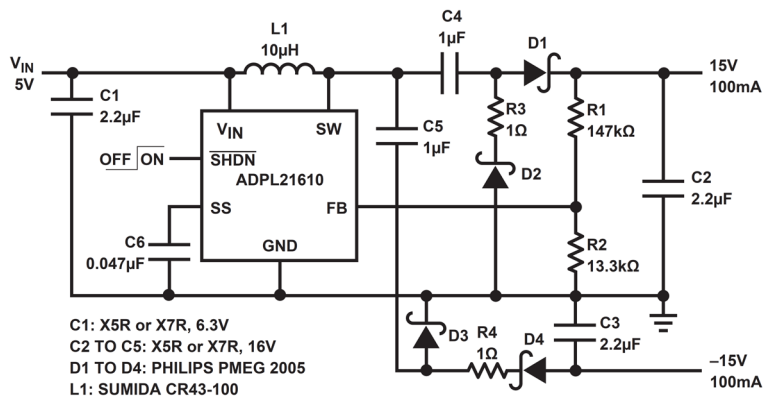 L1
10µH
VIN
5V
C1
2.2µF
C4
1µF
D1
15V
100mA
VIN
SW
C5
1µF
R3
1Ω
R1
147kΩ
OFF ON
SHDN
ADPL21610
D2
C2
2.2µF
SS
FB
C6
0.047µF
GND
R2
13.3kΩ
C1: X5R or X7R, 6.3V
C2 TO C5: X5R or X7R, 16V
D1 TO D4: PHILIPS PMEG 2005
L1: SUMIDA CR43-100
D3
R4
1Ω
D4
C3
2.2µF
–15V
100mA